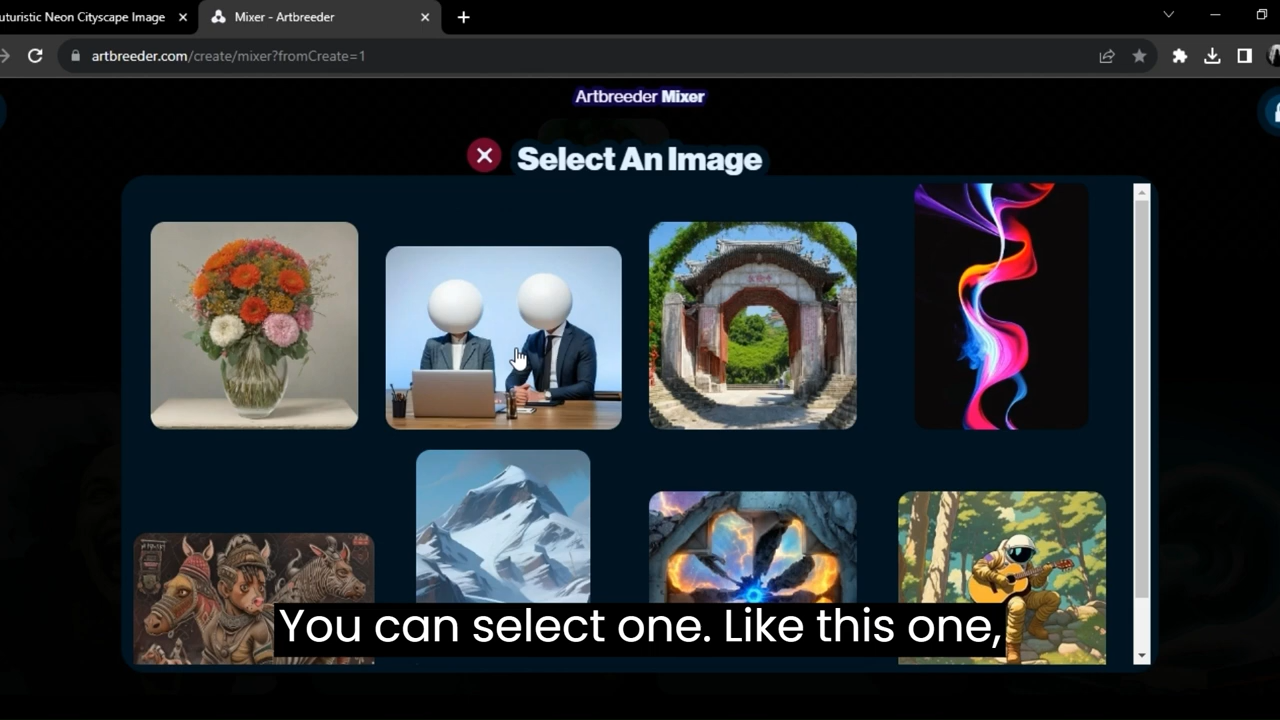 uturistic Neon Cityscape Image
Mixer - Artbreeder
artbreeder.com/create/mixer?fromCreate=1
Artbreeder Mixer
Select An Image
You can select one. Like this one,